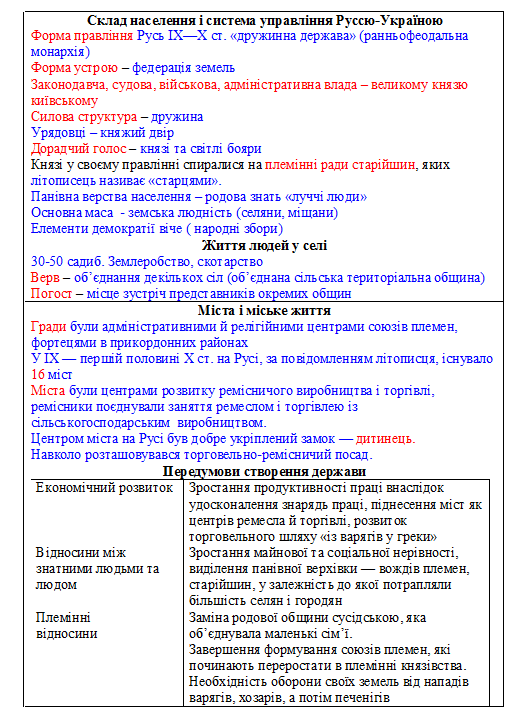 Склад населення і система управління Руссю-Україною
Форма правління Русь ІХ—Х ст. «дружинна держава» (ранньофеодальна
монархія)
Форма устрою – федерація земель
Законодавча, судова, військова, адміністративна влада – великому князю
київському
Силова структура – дружина
Урядовці – княжий двір
Дорадчий голос – князі та світлі бояри
Князі у своєму правлінні спиралися на племінні ради старійшин, яких
літописець називає «старцями».
Панівна верства населення – родова знать «луччі люди»
Основна маса - земська людність (селяни, міщани)
Елементи демократії віче ( народні збори)
Життя людей у селі
30-50 садиб. Землеробство, скотарство
Верв – об’єднання декількох сіл (об’єднана сільська територіальна община)
Погост – місце зустріч представників окремих общин
Міста і міське життя
Гради були адміністративними й релігійними центрами союзів племен,
фортецями в прикордонних районах
У ІХ — першій половині Х ст. на Русі, за повідомленням літописця, існувало
16 міст
Міста були центрами розвитку ремісничого виробництва і торгівлі,
ремісники поєднували заняття ремеслом і торгівлею із
сільськогосподарським виробництвом.
Центром міста на Русі був добре укріплений замок — дитинець.
Навколо розташовувався торговельно-ремісничий посад.
Передумови створення держави
Економічний розвиток
Зростання продуктивності праці внаслідок
удосконалення знарядь праці, піднесення міст як
центрів ремесла й торгівлі, розвиток
торговельного шляху «із варягів у греки»
Відносини між
знатними людьми та
людом
Зростання майнової та соціальної нерівності,
виділення панівної верхівки — вождів племен,
старійшин, у залежність до якої потрапляли
більшість селян і городян
Племінні
відносини
Заміна родової общини сусідською, яка
об’єднувала маленькі сім’ї.
Завершення формування союзів племен, які
починають переростати в племінні князівства.
Необхідність оборони своїх земель від нападів
варягів, хозарів, а потім печенігів